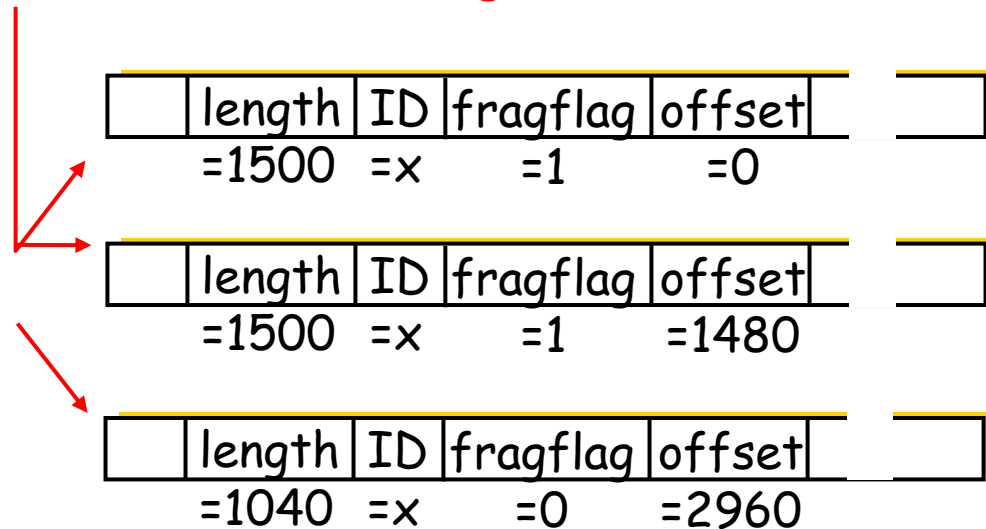 length ID fragflag offset
=1500 =x =1 =0
length ID fragflag offset
=1500 =x =1 =1480
length ID fragflag offset
=1040 =x =0 =2960